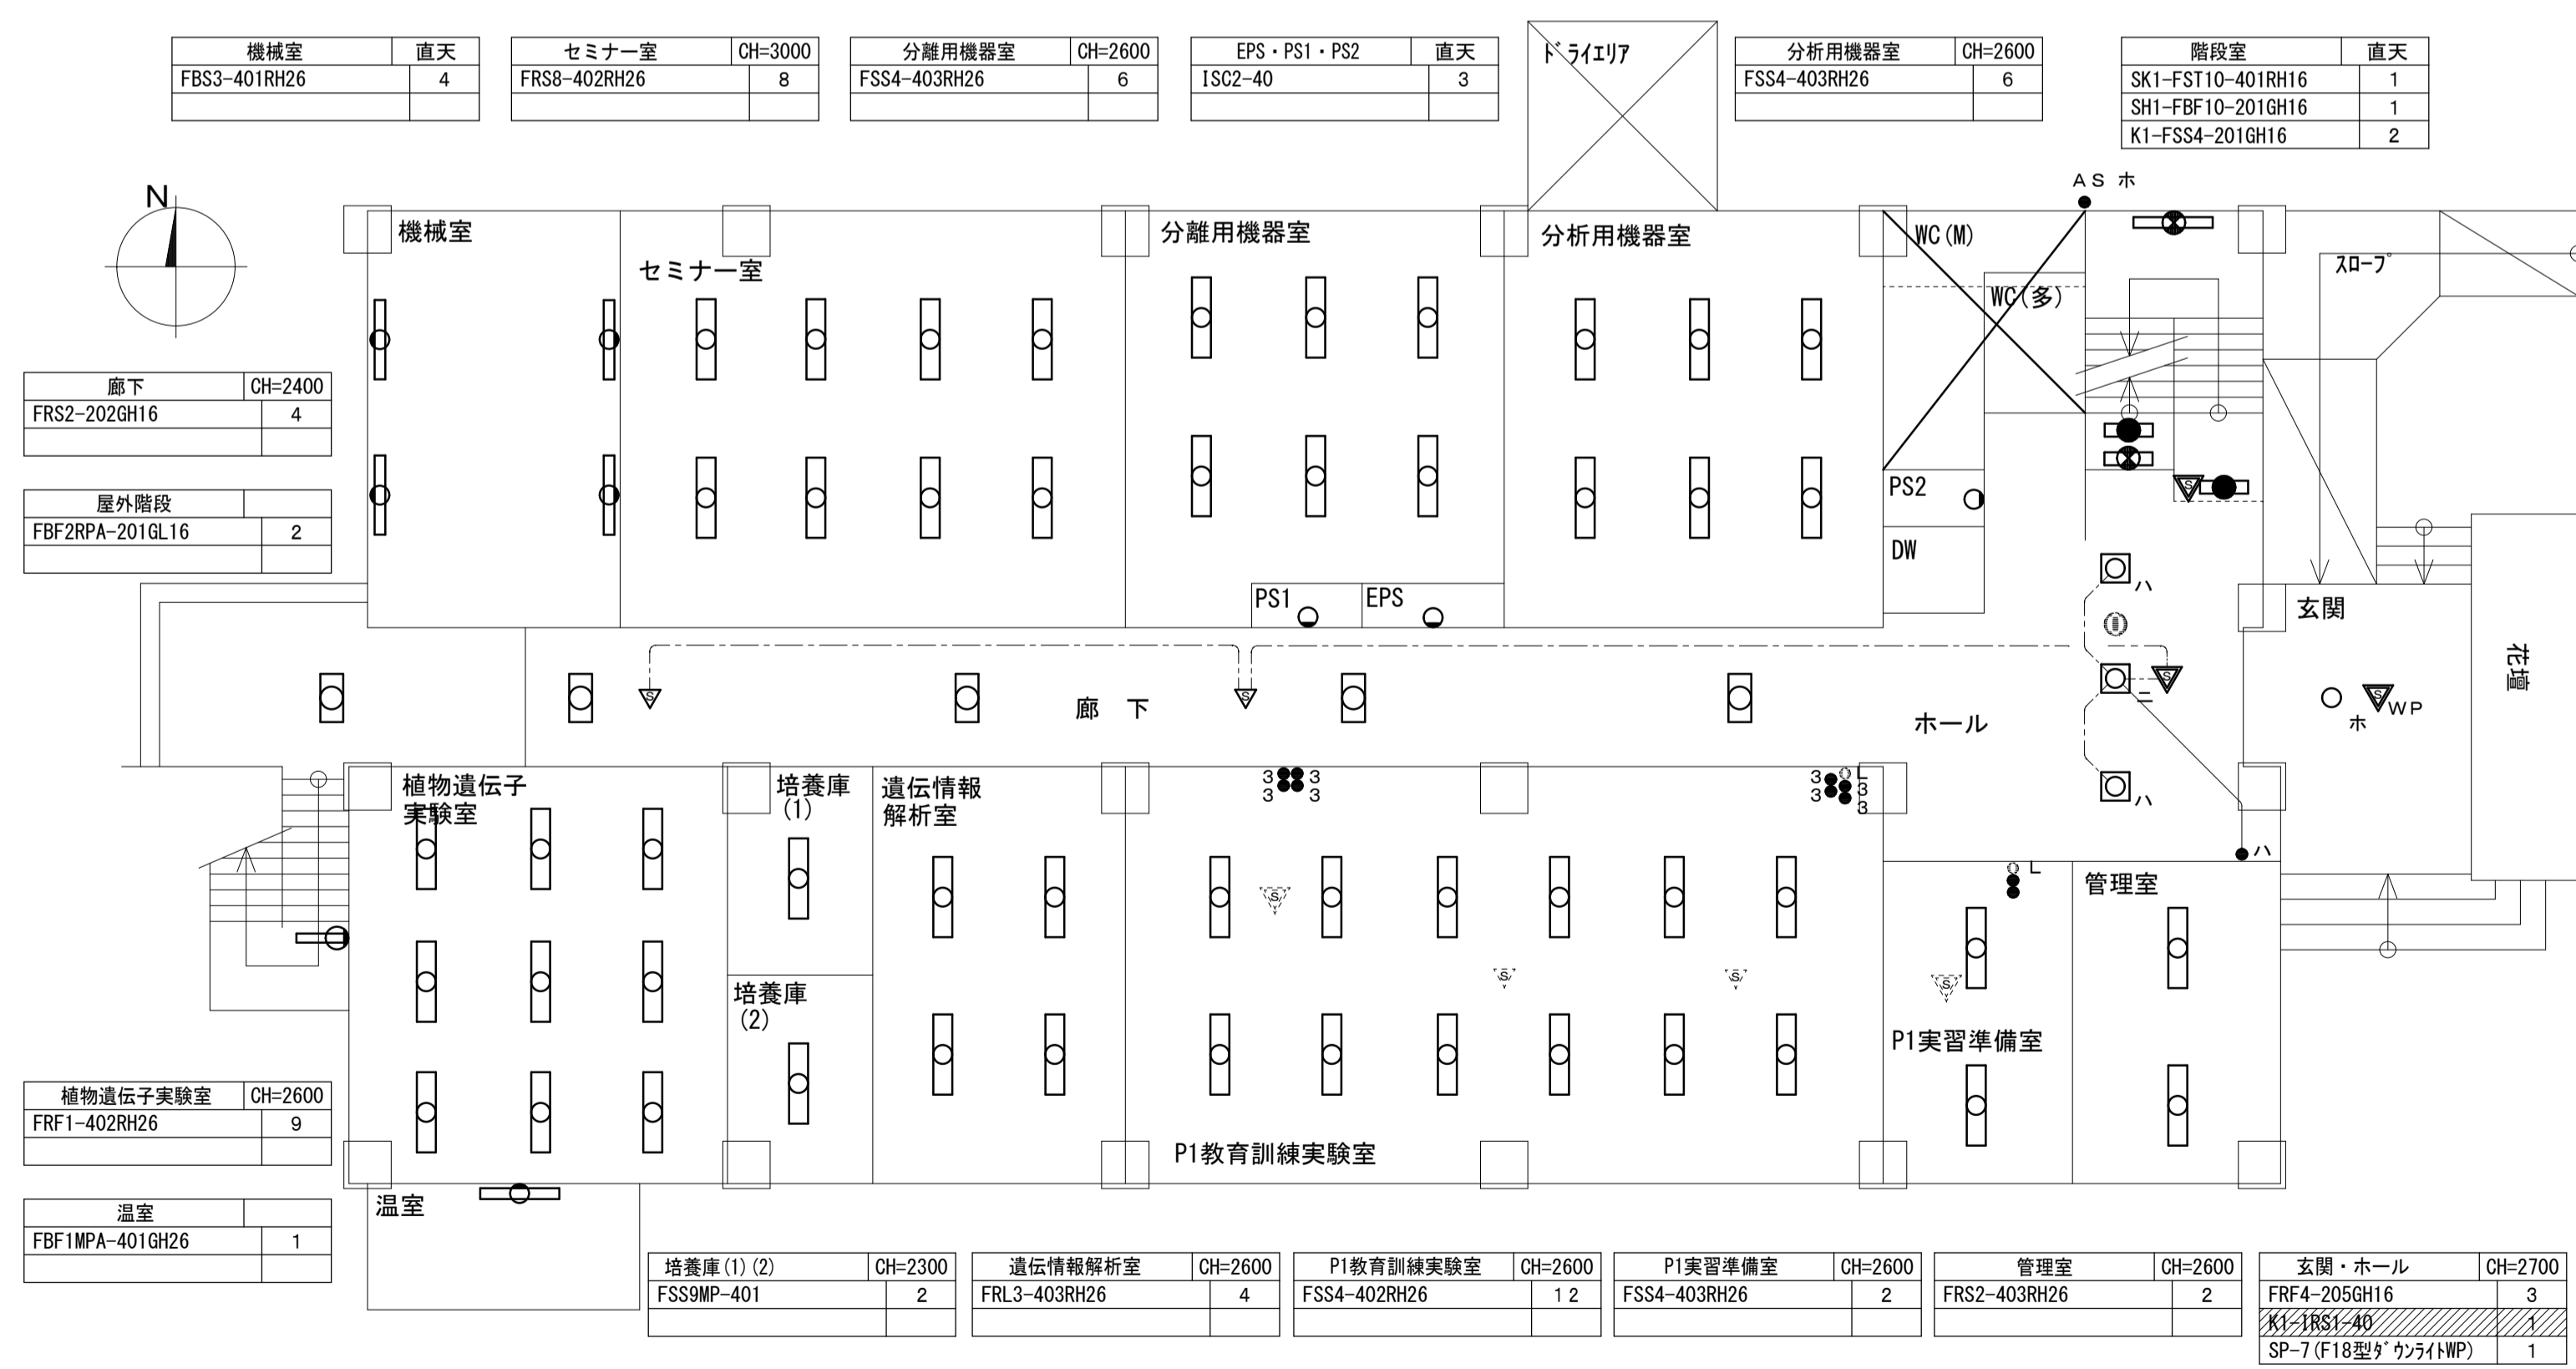 機械室 直天
FBS3-401RH26 4
セミナー室 CH=3000
FRS8-402RH26 8
分離用機器室 CH=2600
FSS4-403RH26 6
EPS・PS1・PS2 直天
ISC2-40 3
ドライエリア
分析用機器室 CH=2600
FSS4-403RH26 6
階段室 直天
SK1-FST10-401RH16 1
SH1-FBF10-201GH16 1
K1-FSS4-201GH16 2
N
AS ホ
機械室
セミナー室
分離用機器室
分析用機器室
WC(M)
WC(多)
スロープ
廊下 CH=2400
FRS2-202GH16 4
屋外階段
FBF2RPA-201GL16 2
PS2
S
DW
PS1
EPS
ハ
玄関
花壇
S
S
廊 下
ホール
S
ニ
ホ
S
WP
植物遺伝子
実験室
培養庫
(1)
遺伝情報
解析室
3 3
3 3
3 L
3 3
3
ハ
ハ
L
管理室
S
S
S
S
培養庫
(2)
P1実習準備室
P1教育訓練実験室
植物遺伝子実験室 CH=2600
FRF1-402RH26 9
温室
温室
FBF1MPA-401GH26 1
培養庫(1)(2) CH=2300
FSS9MP-401 2
遺伝情報解析室 CH=2600
FRL3-403RH26 4
P1教育訓練実験室 CH=2600
FSS4-402RH26 12
P1実習準備室 CH=2600
FSS4-403RH26 2
管理室 CH=2600
FRS2-403RH26 2
玄関・ホール CH=2700
FRF4-205GH16 3
K1-IRS1-40 1
SP-7(F18型ダウンライトWP) 1